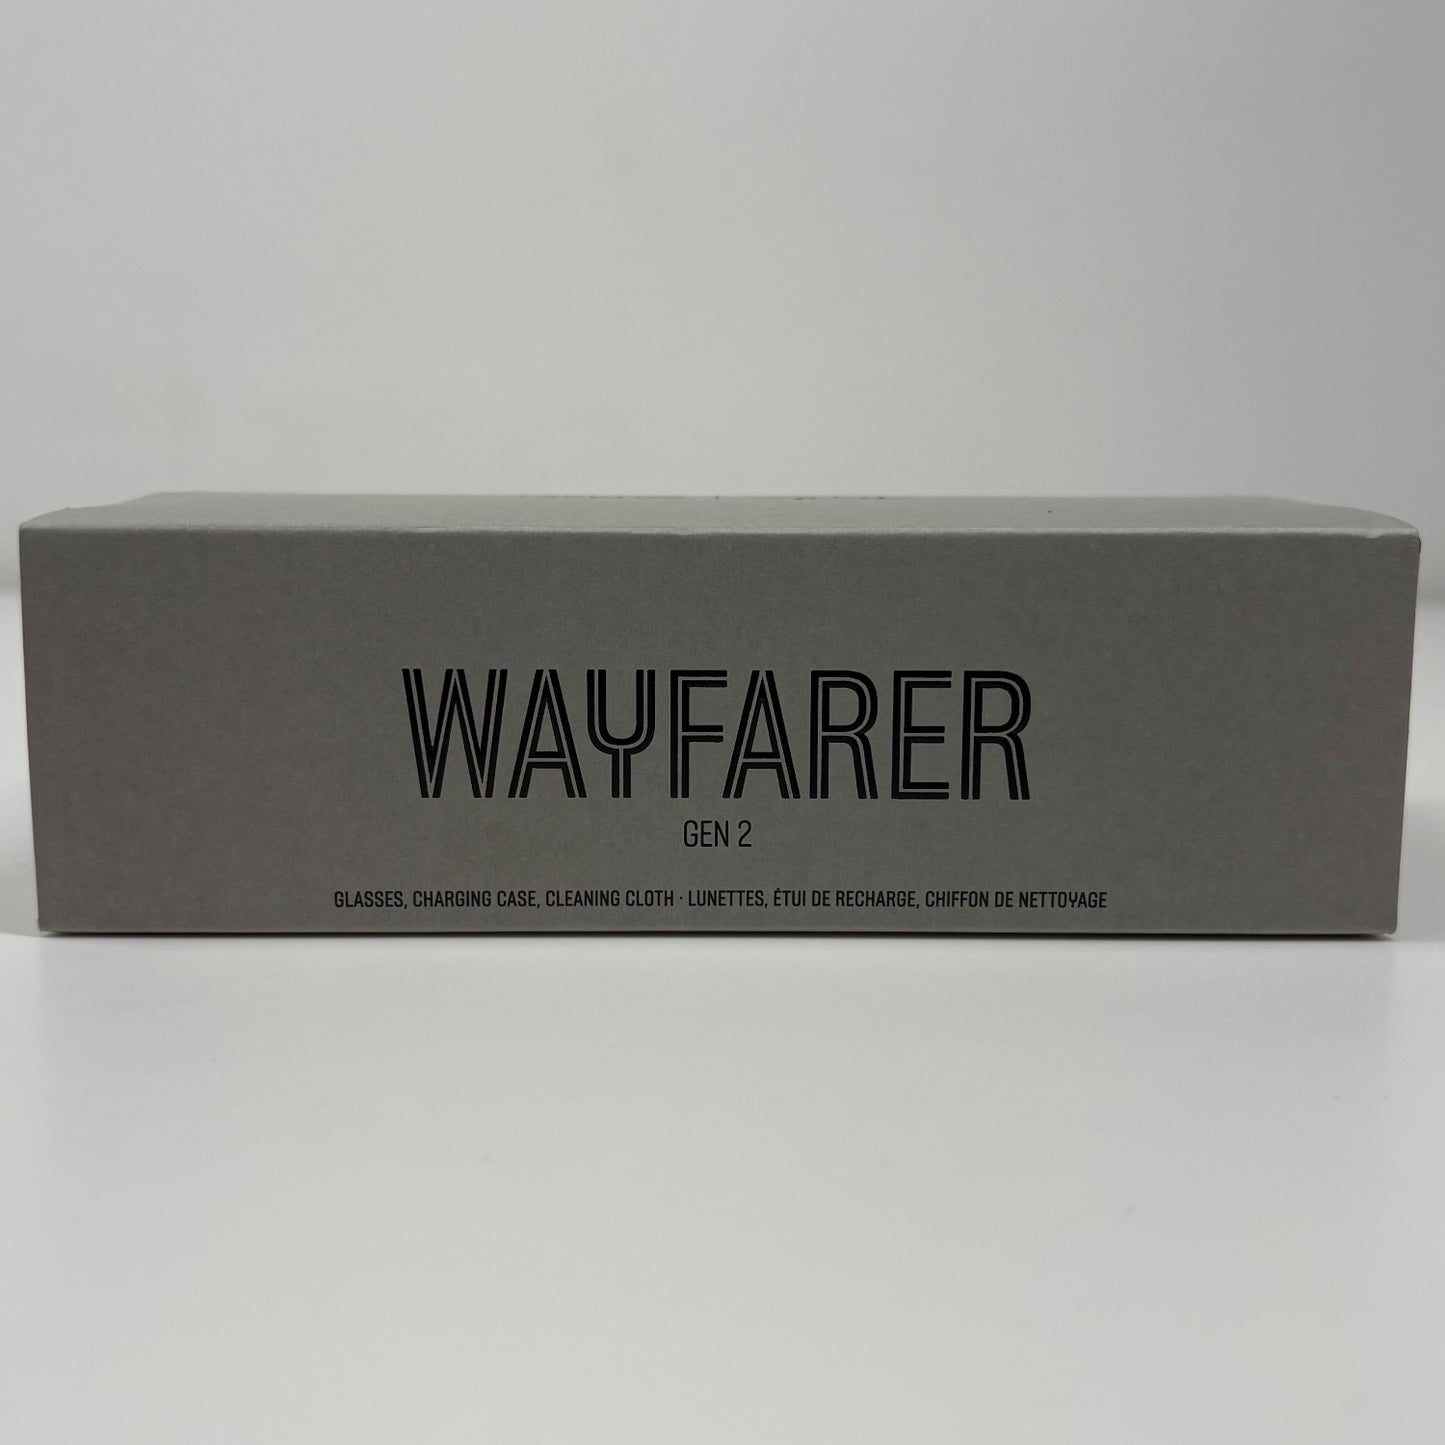 WAYFARER
GEN 2
GLASSES, CHARGING CASE, CLEANING CLOTH · LUNETTES, ÉTUI DE RECHARGE, CHIFFON DE NETTOYAGE